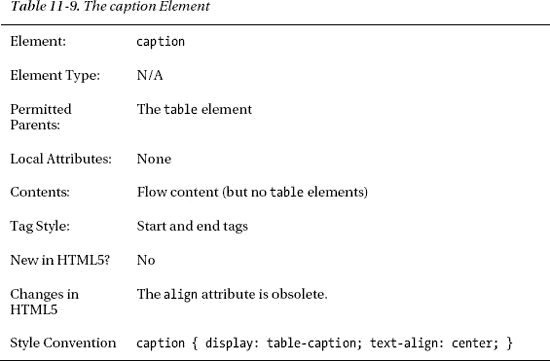 Table 11-9. The caption Element
Element: caption
Element Type: N/A
Permitted The table element
Parents:
Local Attributes: None
Contents: Flow content (but no table elements)
Tag Style: Start and end tags
New in HTML5? No
Changes in The align attribute is obsolete.
HTML5
Style Convention caption { display: table-caption; text-align: center; }